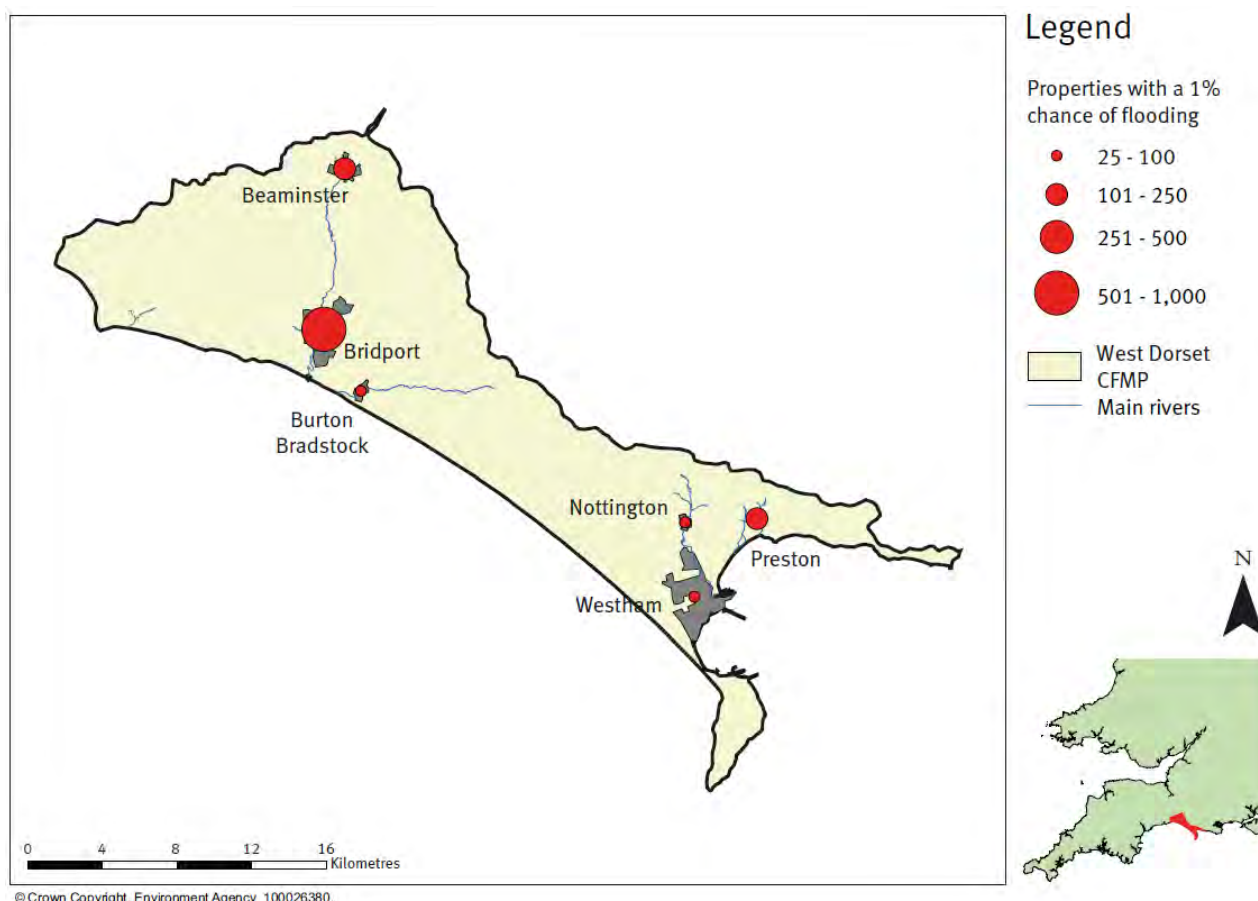 Legend
Properties with a 1%
chance of flooding
25 - 100
101 - 250
251 - 500
501 - 1,000
West Dorset
CFMP
Main rivers
Beaminster
Bridport
Burton
Bradstock
Nottington
Preston
Westham
N
0 4 8 12 16
Kilometres
© Crown Copyright. Environment Agency. 100026380.